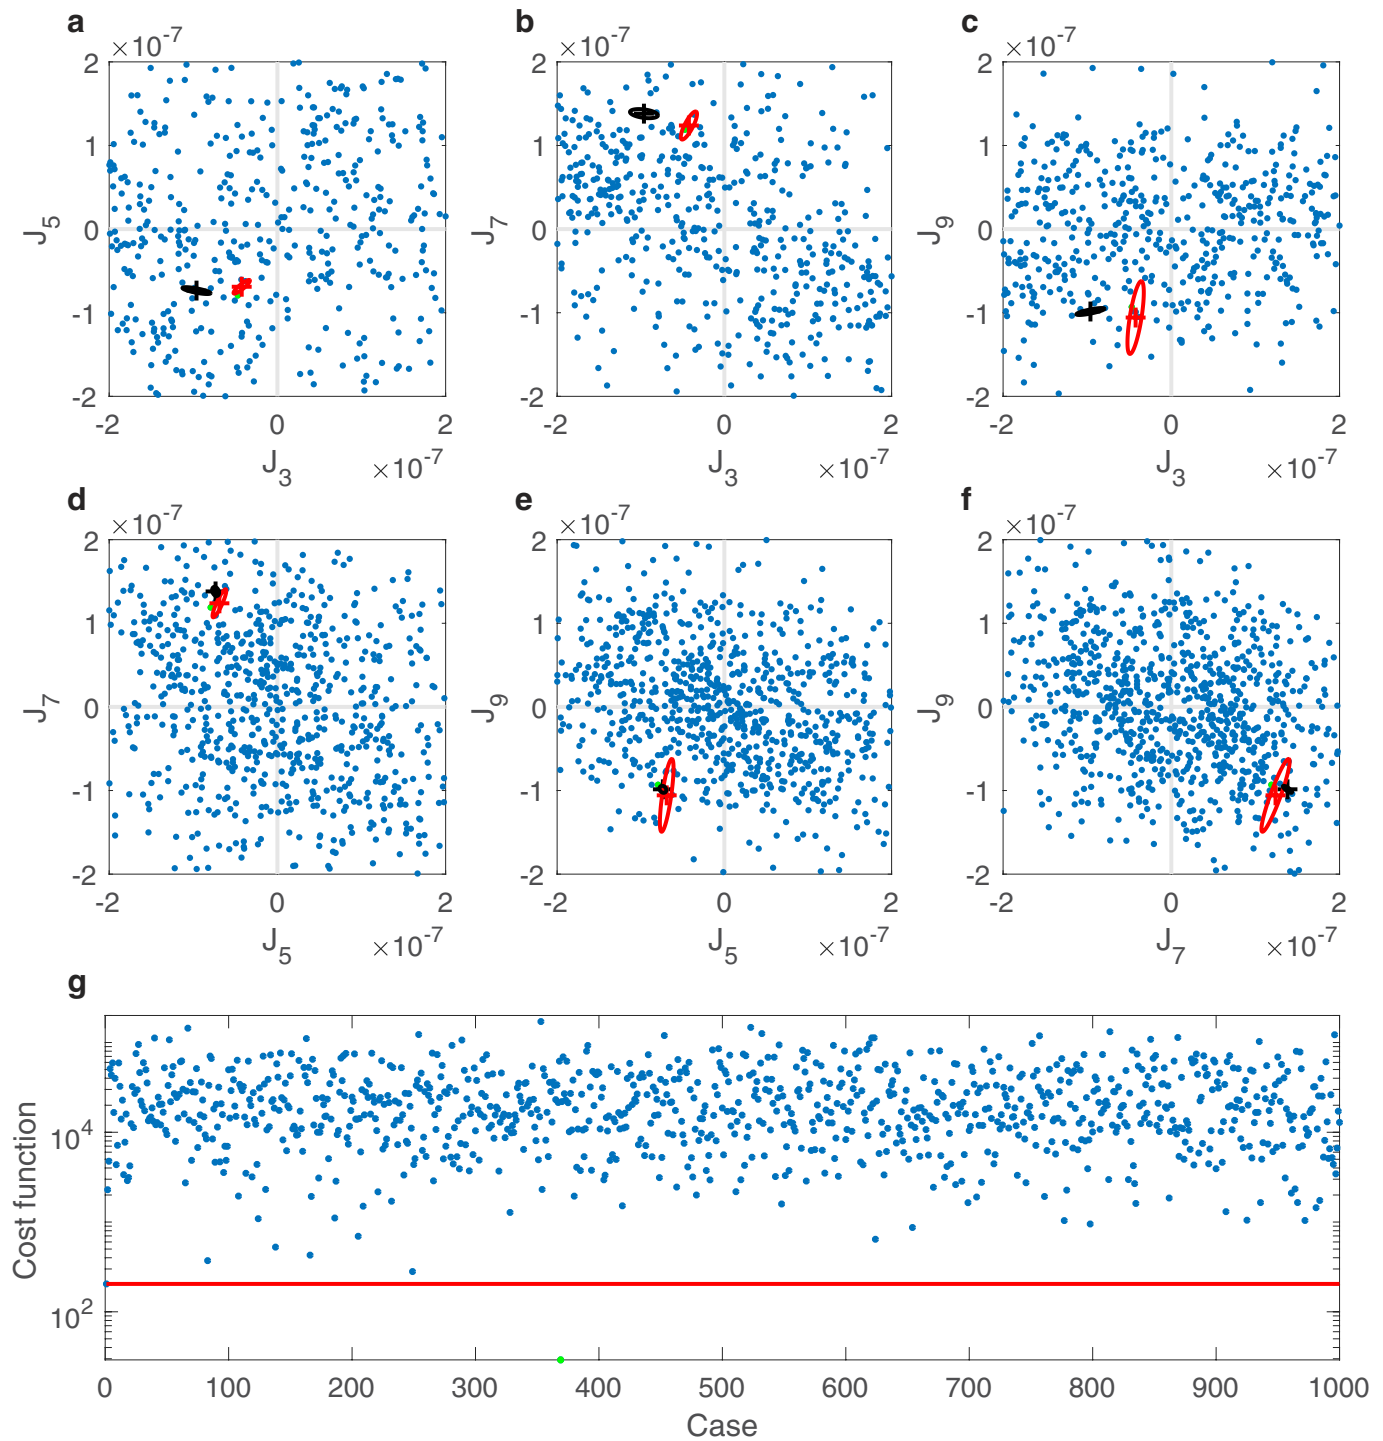 a
×10⁻⁷
2
1
0
-1
-2
J₅
-2 0 2
J₃ ×10⁻⁷
b
×10⁻⁷
2
1
0
-1
-2
J₇
-2 0 2
J₃ ×10⁻⁷
c
×10⁻⁷
2
1
0
-1
-2
J₉
-2 0 2
J₃ ×10⁻⁷
d
×10⁻⁷
2
1
0
-1
-2
J₇
-2 0 2
J₅ ×10⁻⁷
e
×10⁻⁷
2
1
0
-1
-2
J₉
-2 0 2
J₅ ×10⁻⁷
f
×10⁻⁷
2
1
0
-1
-2
J₉
-2 0 2
J₇ ×10⁻⁷
g
10⁴
10²
Cost function
0 100 200 300 400 500 600 700 800 900 1000
Case